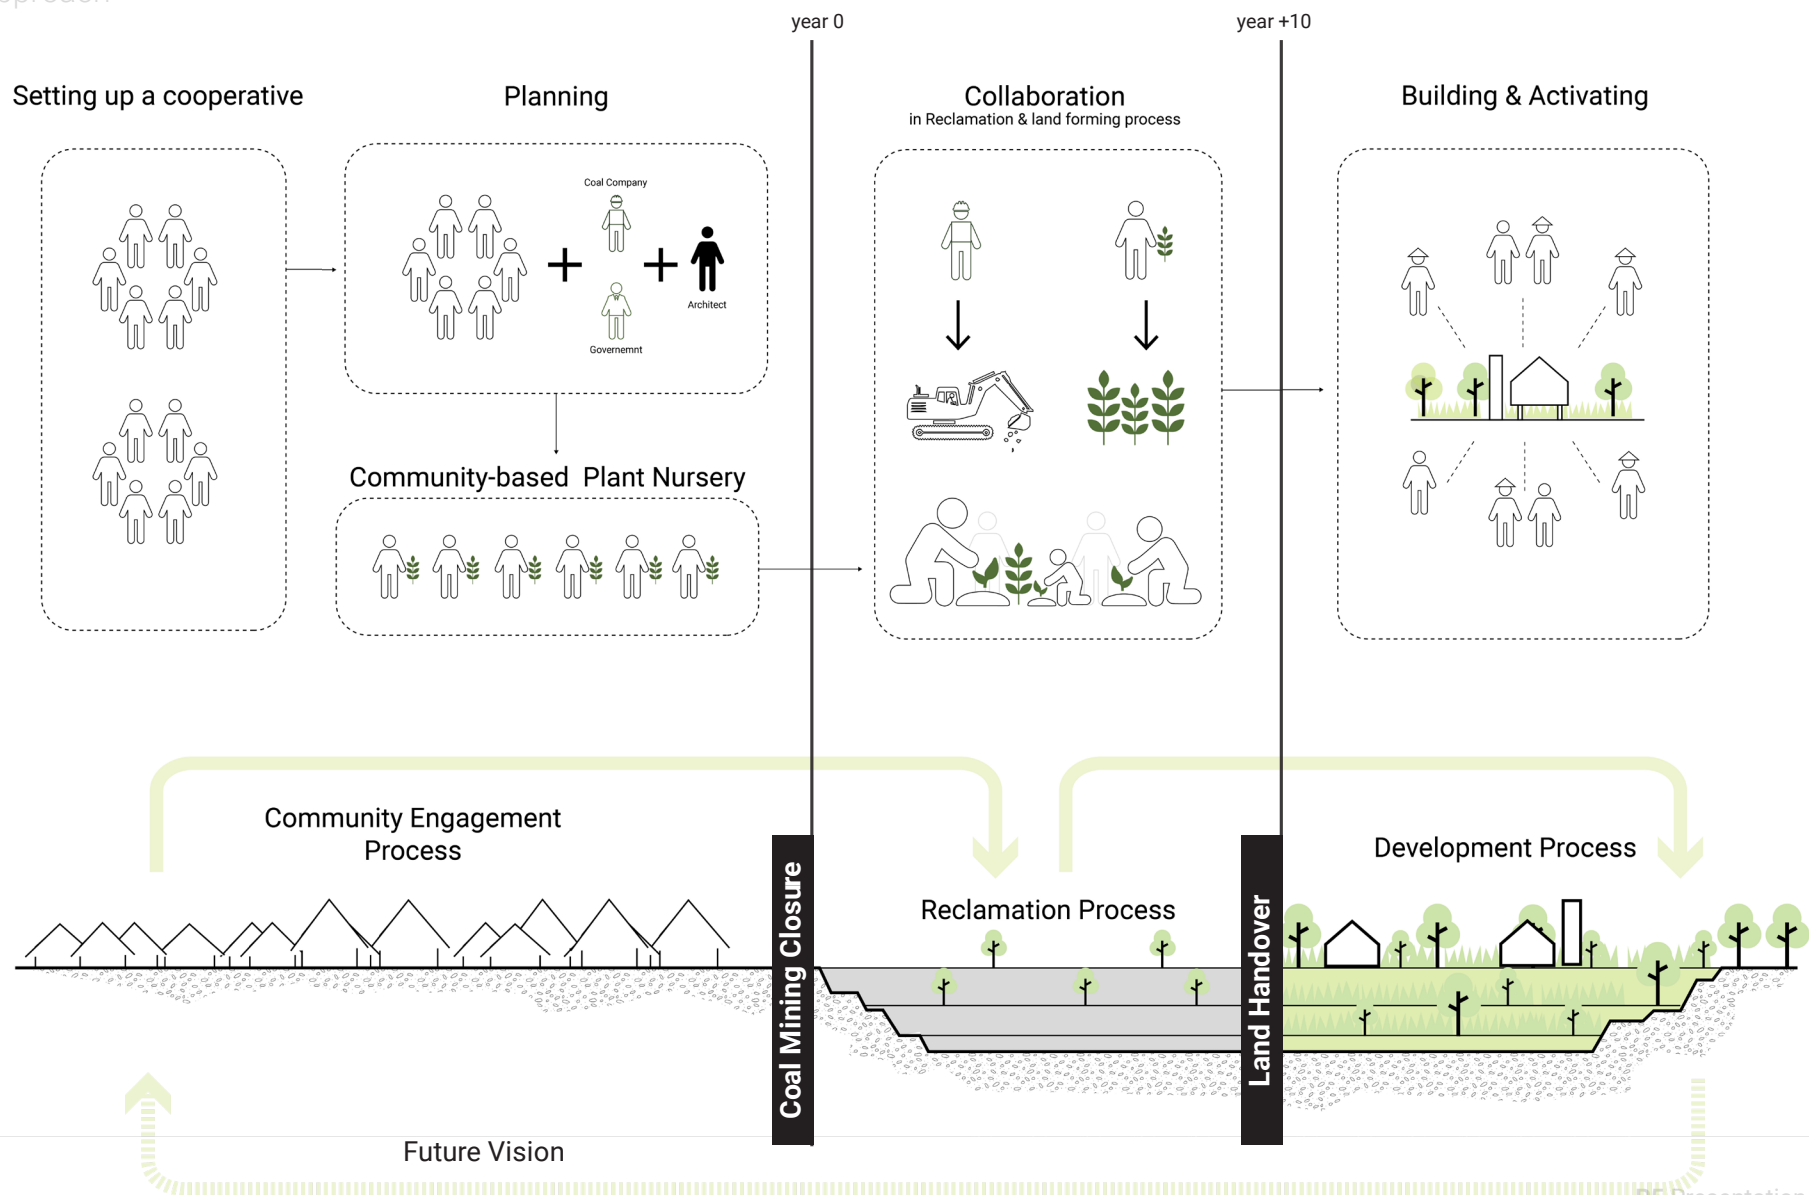 year 0
year +10
Setting up a cooperative
Planning
Collaboration
in Reclamation & land forming process
Building & Activating
Coal Company
Architect
Governemnt
Community-based Plant Nursery
Community Engagement
Process
Coal Mining Closure
Reclamation Process
Land Handover
Development Process
Future Vision